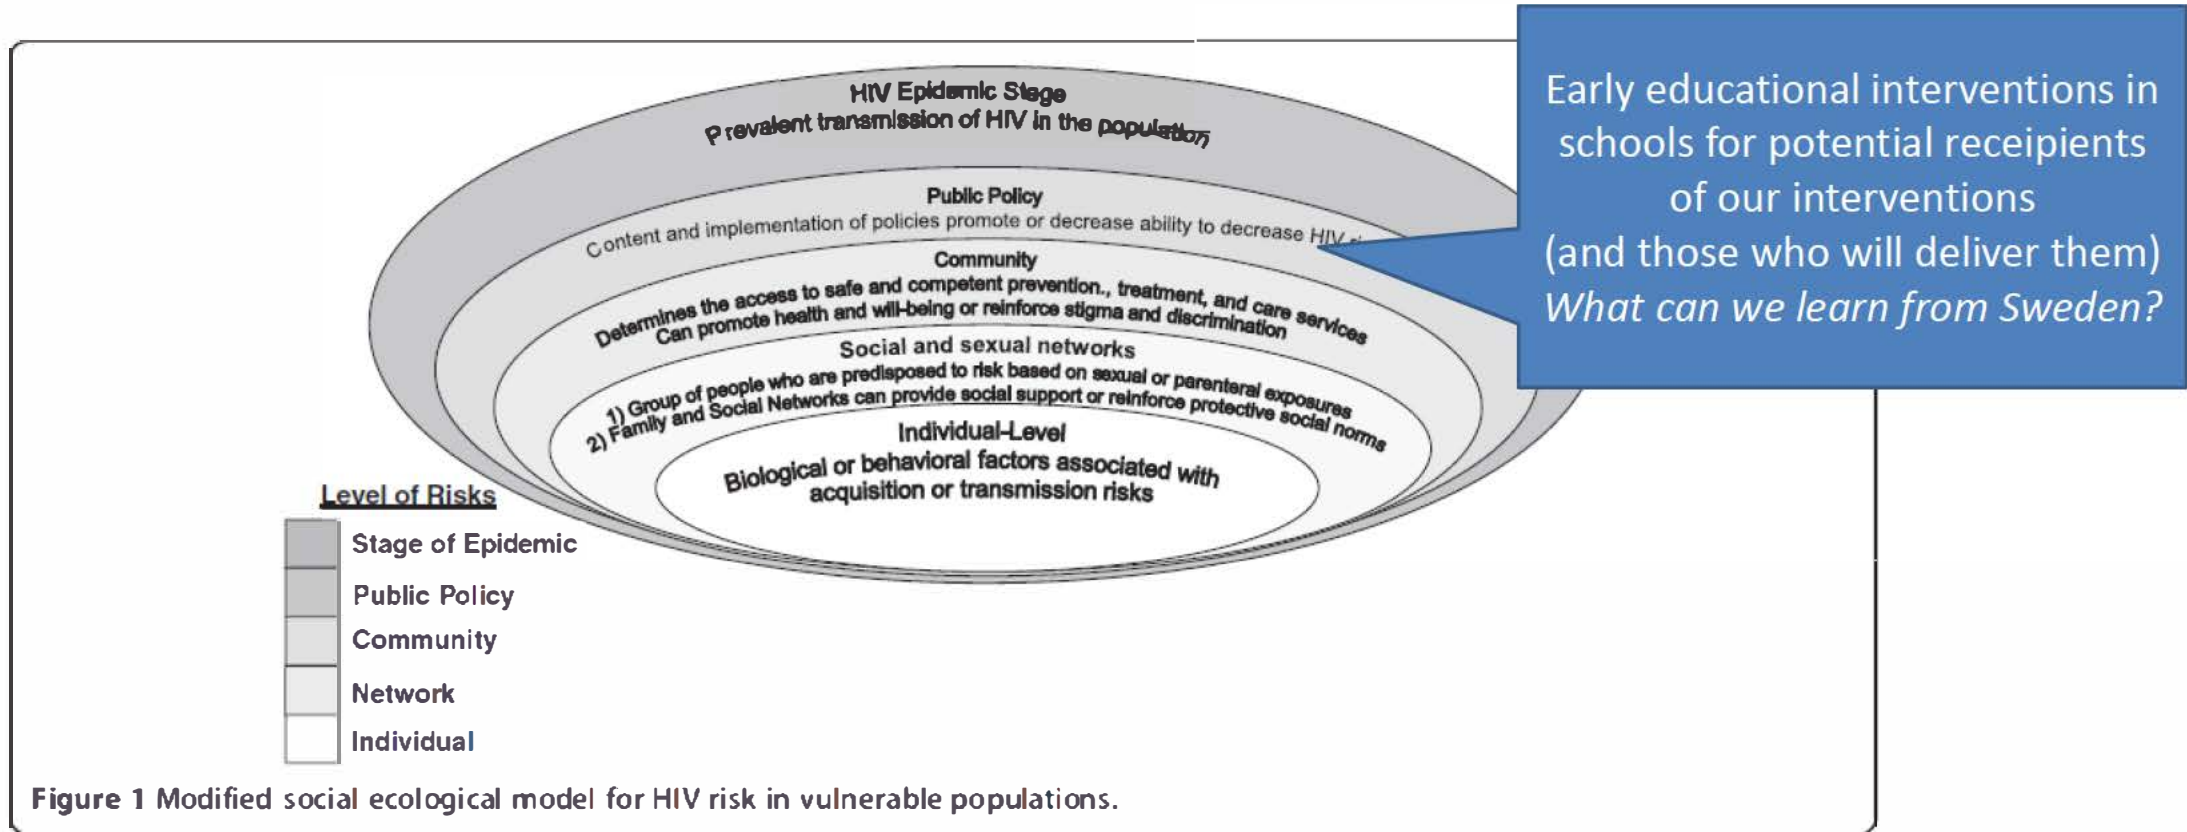 HIV Epidemic Stage
Prevalent transmission of HIV in the population
Public Policy
Content and implementation of policies promote or decrease ability to decrease HIV
Community
Determines the access to safe and competent prevention., treatment, and care services
Can promote health and will-being or reinforce stigma and discrimination
Social and sexual networks
1) Group of people who are predisposed to risk based on sexual or parenteral exposures
2) Family and Social Networks can provide social support or reinforce protective social norms
Individual-Level
Biological or behavioral factors associated with
acquisition or transmission risks
Early educational interventions in
schools for potential receipients
of our interventions
(and those who will deliver them)
What can we learn from Sweden?
Level of Risks
Stage of Epidemic
Public Policy
Community
Network
Individual
Figure 1 Modified social ecological model for HIV risk in vulnerable populations.